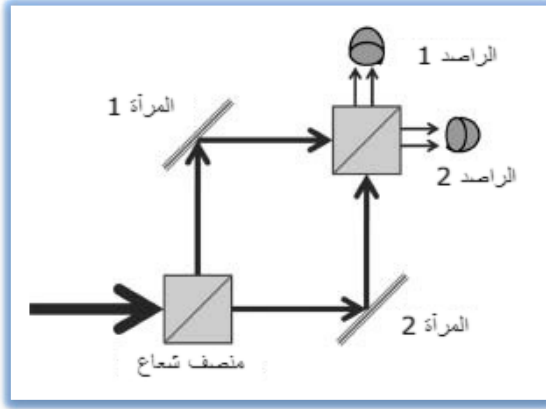 الراصد 1
المرآة 1
الراصد 2
المرآة 2
منصف شعاع